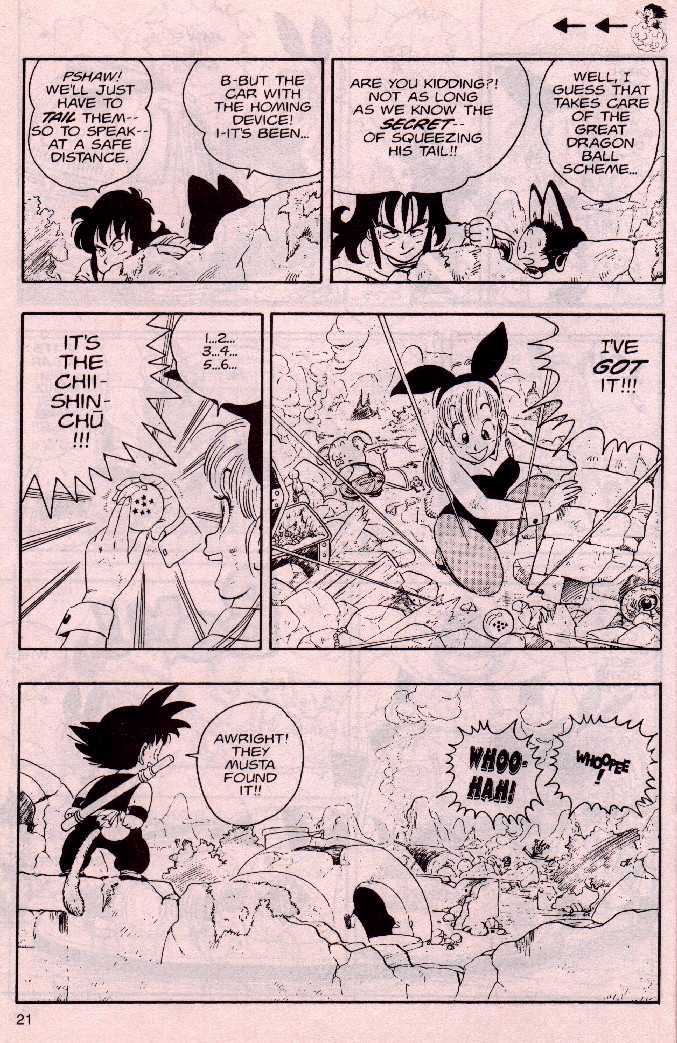 WELL, I
GUESS THAT
TAKES CARE
OF THE
GREAT
DRAGON
BALL
SCHEME...
ARE YOU KIDDING?!
NOT AS LONG
AS WE KNOW THE
SECRET--
OF SQUEEZING
HIS TAIL!!
B-BUT THE
CAR WITH
THE HOMING
DEVICE!
I-IT'S BEEN...
PSHAW!
WE'LL JUST
HAVE TO
TAIL THEM--
SO TO SPEAK--
AT A SAFE
DISTANCE.
I'VE
GOT
IT!!!
1...2...
3...4...
5...6...
IT'S
THE
CHII-
SHIN-
CHŪ
!!!
WHOOPEE
!
WHOO-
HAH!
AWRIGHT!
THEY
MUSTA
FOUND
IT!!
21